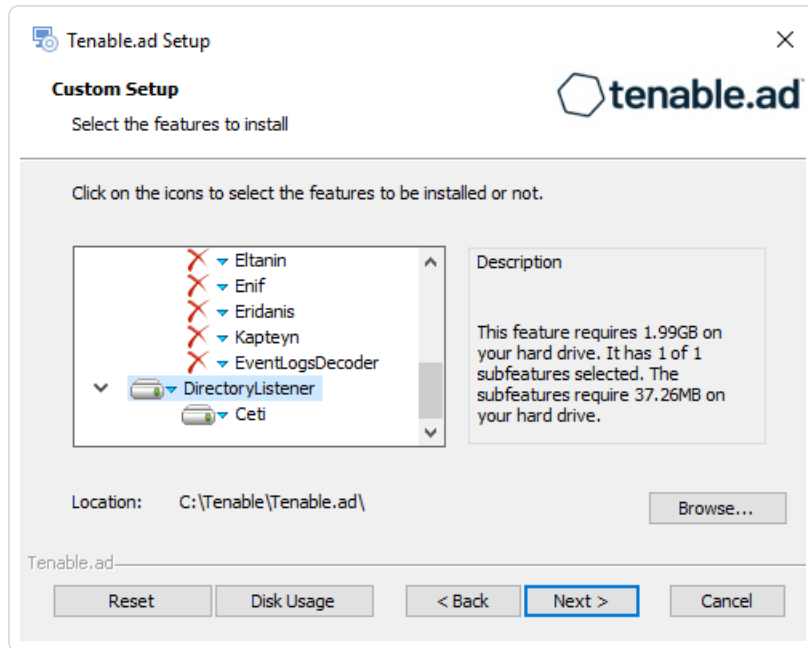 Tenable.ad Setup
Custom Setup
tenable.ad
Select the features to install
Click on the icons to select the features to be installed or not.
Eltanin
Enif
Eridanis
Kapteyn
EventLogsDecoder
DirectoryListener
Ceti
Description
This feature requires 1.99GB on
your hard drive. It has 1 of 1
subfeatures selected. The
subfeatures require 37.26MB on
your hard drive.
Location: C:\Tenable\Tenable.ad\
Browse...
Tenable.ad
Reset
Disk Usage
< Back
Next >
Cancel